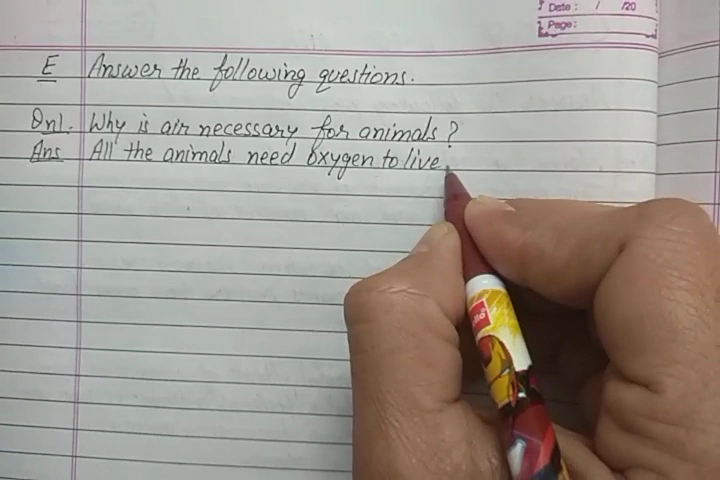 Date: / /20
Page:
E Answer the following questions.
Qn1. Why is air necessary for animals?
Ans All the animals need oxygen to live.